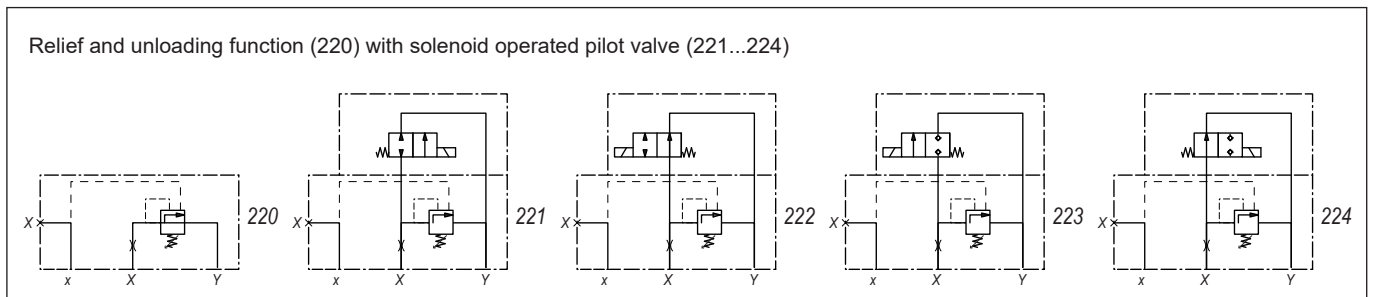 Relief and unloading function (220) with solenoid operated pilot valve (221...224)
X 220 X 221 X 222 X 223 X 224
x X Y x X Y x X Y x X Y x X Y